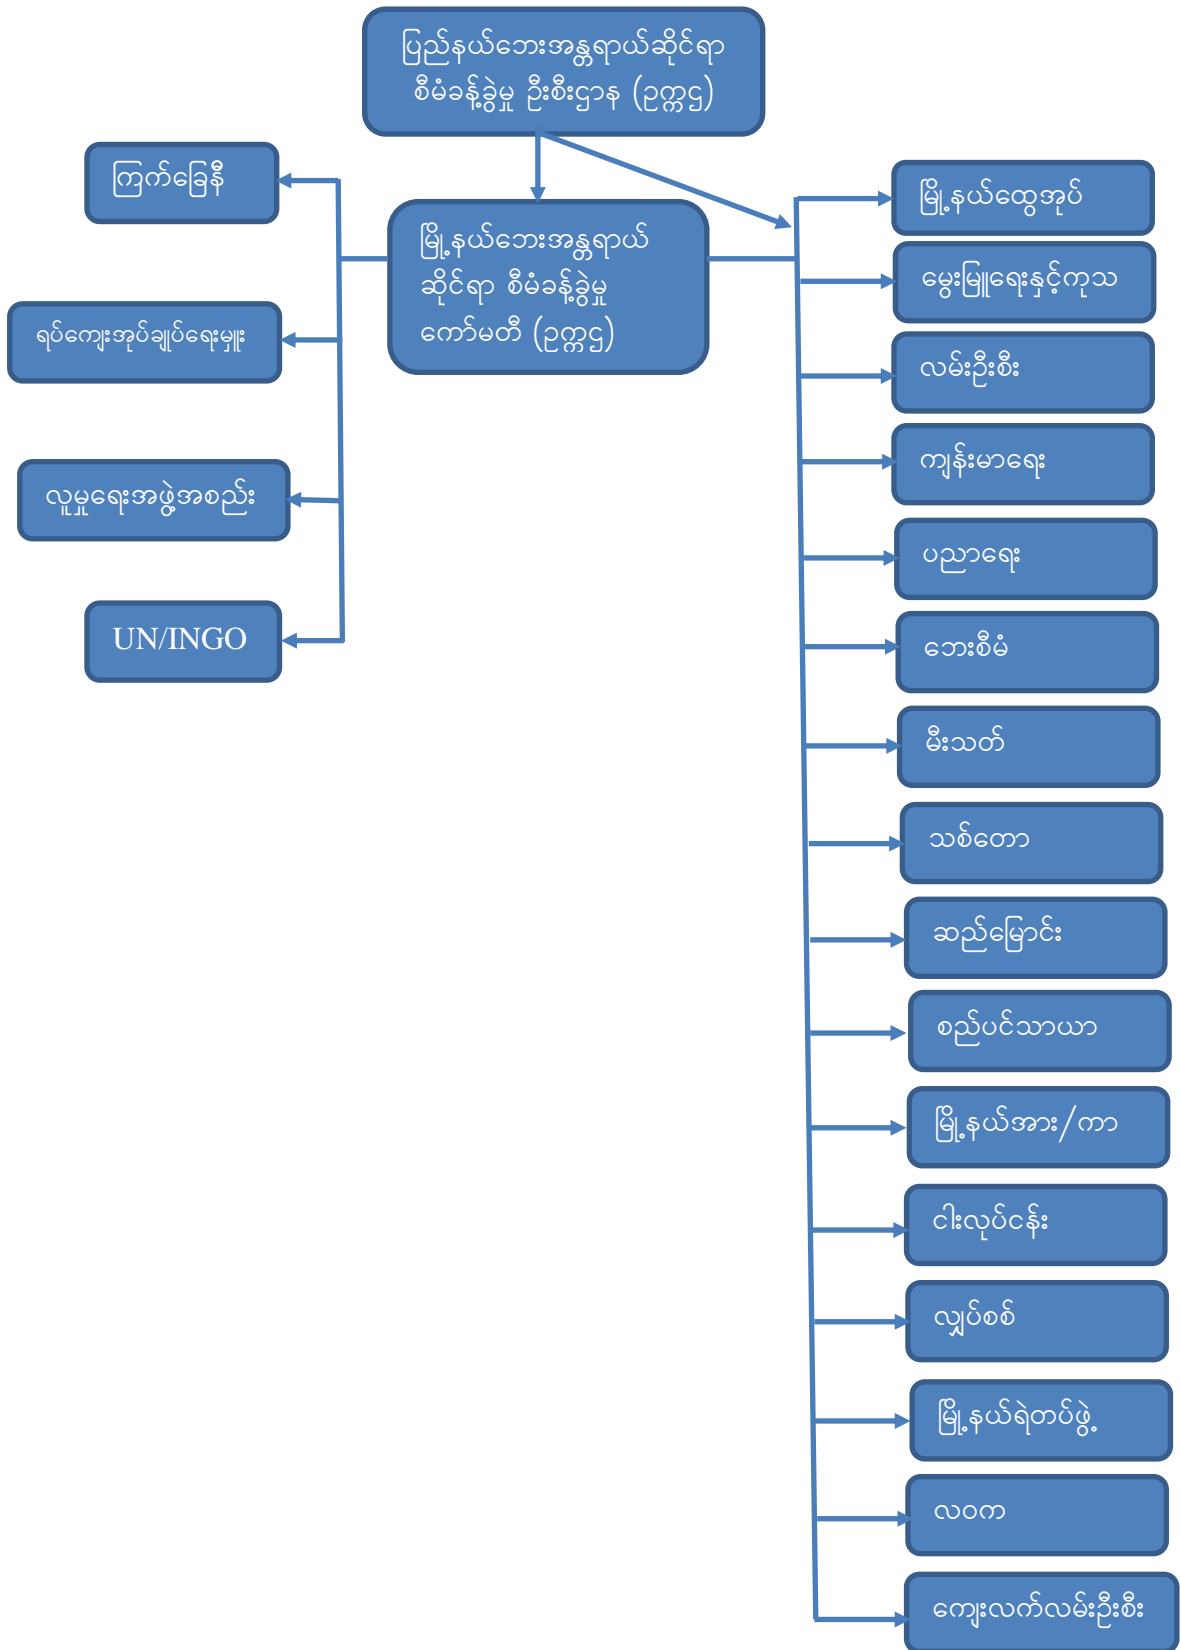 ပြည်နယ်ဘေးအန္တရာယ်ဆိုင်ရာ
စီမံခန့်ခွဲမှု ဦးစီးဌာန (ဥက္ကဌ)
မြို့နယ်ဘေးအန္တရာယ်
ဆိုင်ရာ စီမံခန့်ခွဲမှု
ကော်မတီ (ဥက္ကဌ)
ကြက်ခြေနီ
ရပ်ကျေးအုပ်ချုပ်ရေးမှူး
လူမှုရေးအဖွဲ့အစည်း
UN/INGO
မြို့နယ်ထွေအုပ်
မွေးမြူရေးနှင့်ကုသ
လမ်းဦးစီး
ကျန်းမာရေး
ပညာရေး
ဘေးစီမံ
မီးသတ်
သစ်တော
ဆည်မြောင်း
စည်ပင်သာယာ
မြို့နယ်အား/ကာ
ငါးလုပ်ငန်း
လျှပ်စစ်
မြို့နယ်ရဲတပ်ဖွဲ့
လဝက
ကျေးလက်လမ်းဦးစီး